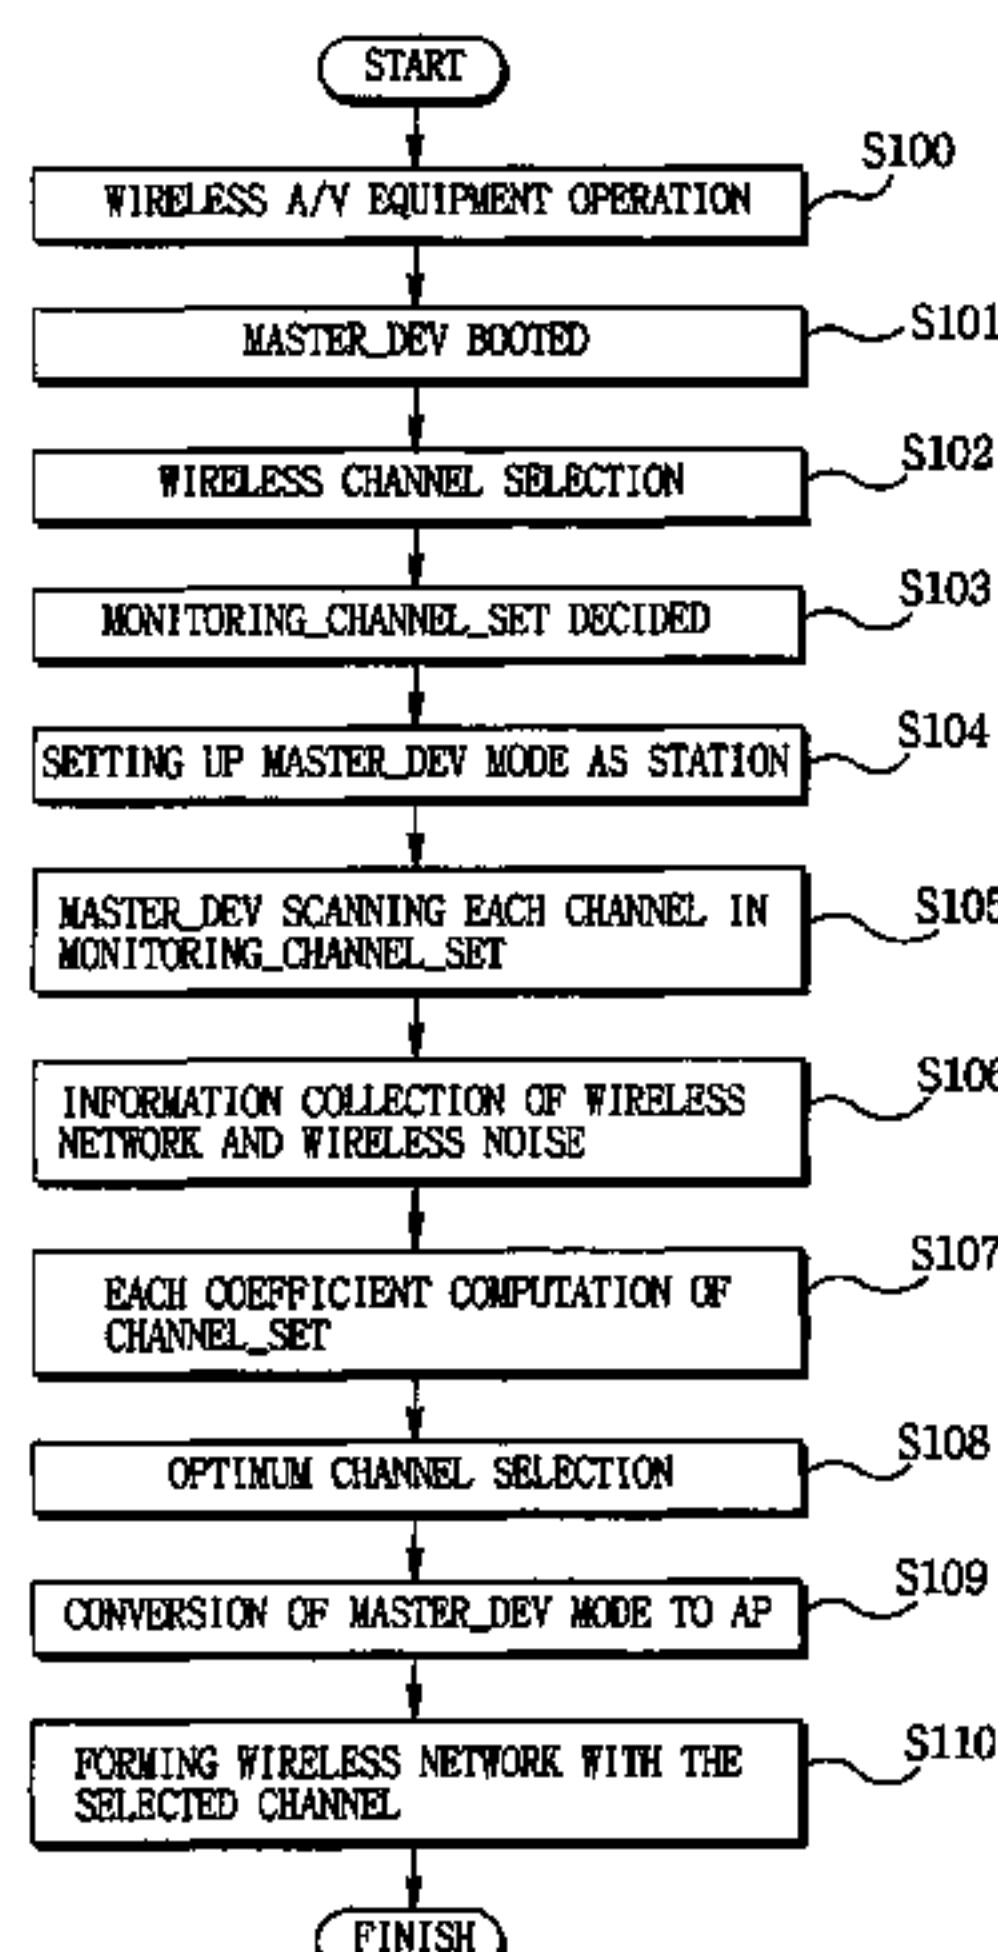 START
S100
WIRELESS A/V EQUIPMENT OPERATION
S101
MASTER_DEV BOOTED
S102
WIRELESS CHANNEL SELECTION
S103
MONITORING_CHANNEL_SET DECIDED
S104
SETTING UP MASTER_DEV MODE AS STATION
S105
MASTER_DEV SCANNING EACH CHANNEL IN
MONITORING_CHANNEL_SET
S106
INFORMATION COLLECTION OF WIRELESS
NETWORK AND WIRELESS NOISE
S107
EACH COEFFICIENT COMPUTATION OF
CHANNEL_SET
S108
OPTIMUM CHANNEL SELECTION
S109
CONVERSION OF MASTER_DEV MODE TO AP
S110
FORMING WIRELESS NETWORK WITH THE
SELECTED CHANNEL
FINISH